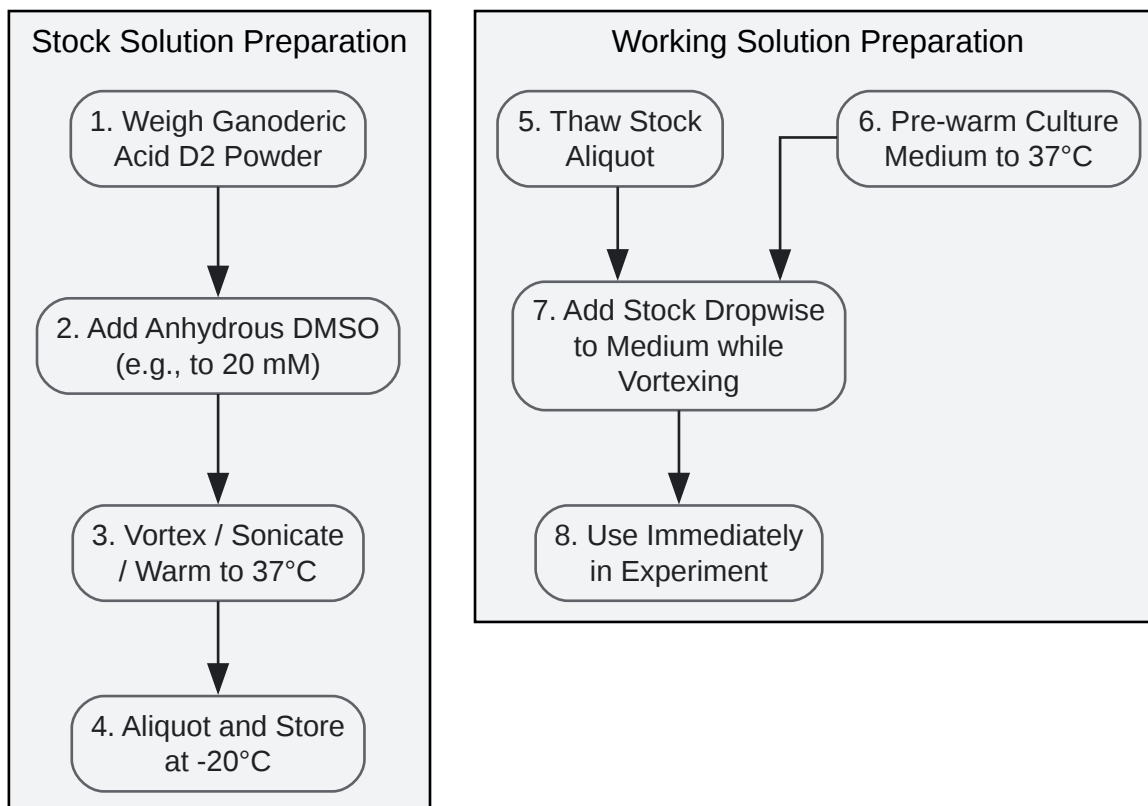 Stock Solution Preparation
1. Weigh Ganoderic
Acid D2 Powder
2. Add Anhydrous DMSO
(e.g., to 20 mM)
3. Vortex / Sonicate
/ Warm to 37°C
4. Aliquot and Store
at -20°C
Working Solution Preparation
5. Thaw Stock
Aliquot
6. Pre-warm Culture
Medium to 37°C
7. Add Stock Dropwise
to Medium while
Vortexing
8. Use Immediately
in Experiment